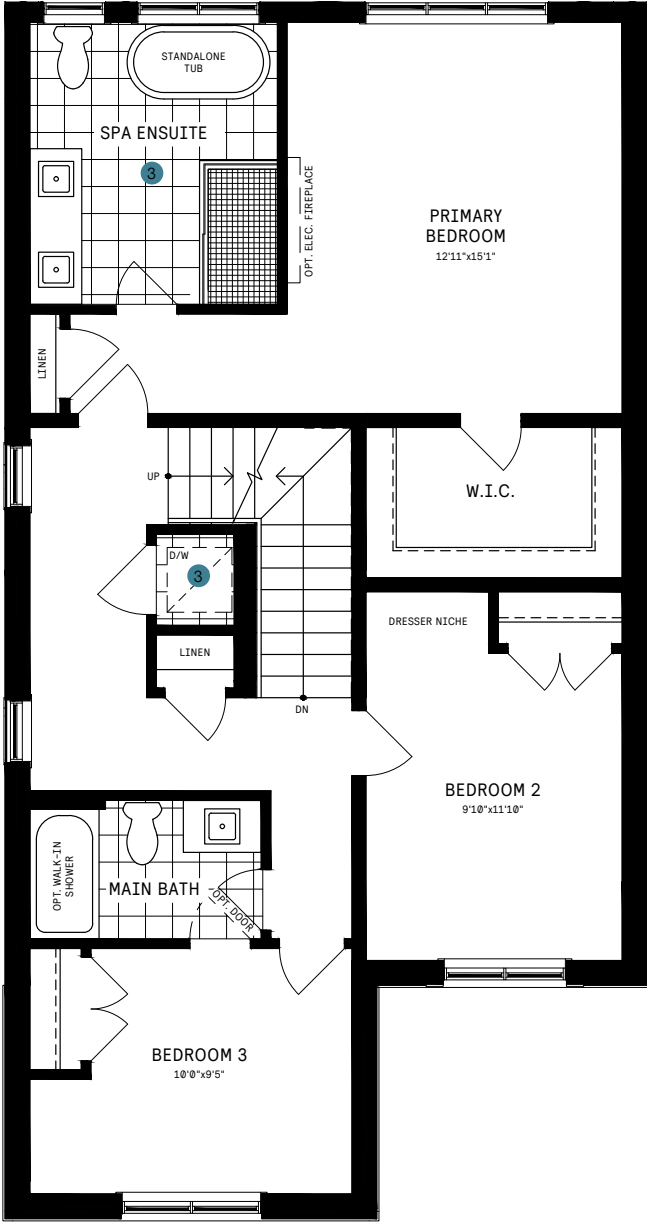 STANDALONE
TUB
SPA ENSUITE
3
OPT. ELEC. FIREPLACE
PRIMARY
BEDROOM
12'11"x15'1"
LINEN
UP
W.I.C.
D/W
3
LINEN
DRESSER NICHE
DN
BEDROOM 2
9'10"x11'10"
OPT. WALK-IN
SHOWER
MAIN BATH
OPT. DOOR
BEDROOM 3
10'0"x9'5"